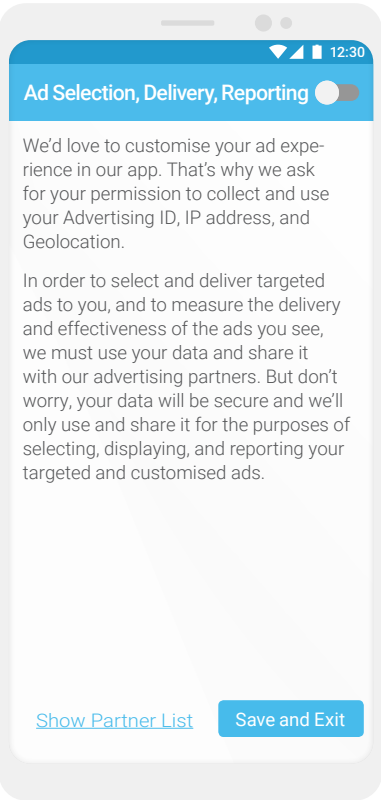 12:30
Ad Selection, Delivery, Reporting
We’d love to customise your ad expe-
rience in our app. That’s why we ask
for your permission to collect and use
your Advertising ID, IP address, and
Geolocation.
In order to select and deliver targeted
ads to you, and to measure the delivery
and effectiveness of the ads you see,
we must use your data and share it
with our advertising partners. But don’t
worry, your data will be secure and we’ll
only use and share it for the purposes of
selecting, displaying, and reporting your
targeted and customised ads.
Show Partner List
Save and Exit